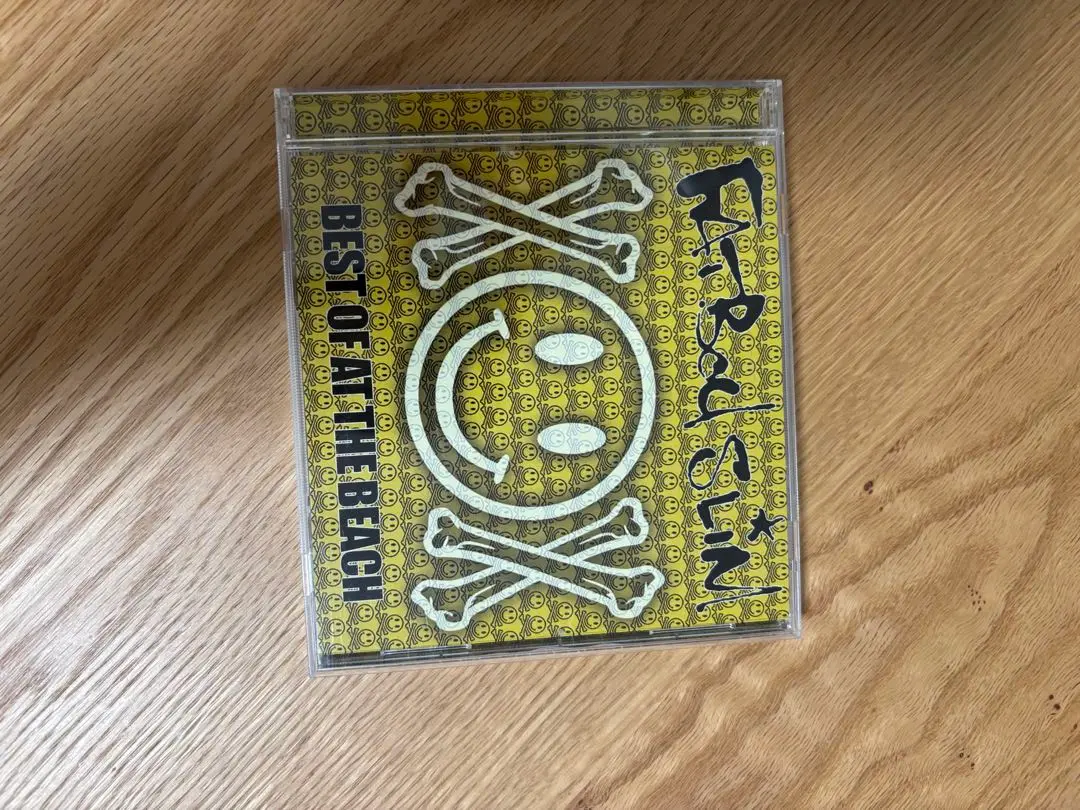 FATBOY SLIM
BEST OF AT THE BEACH